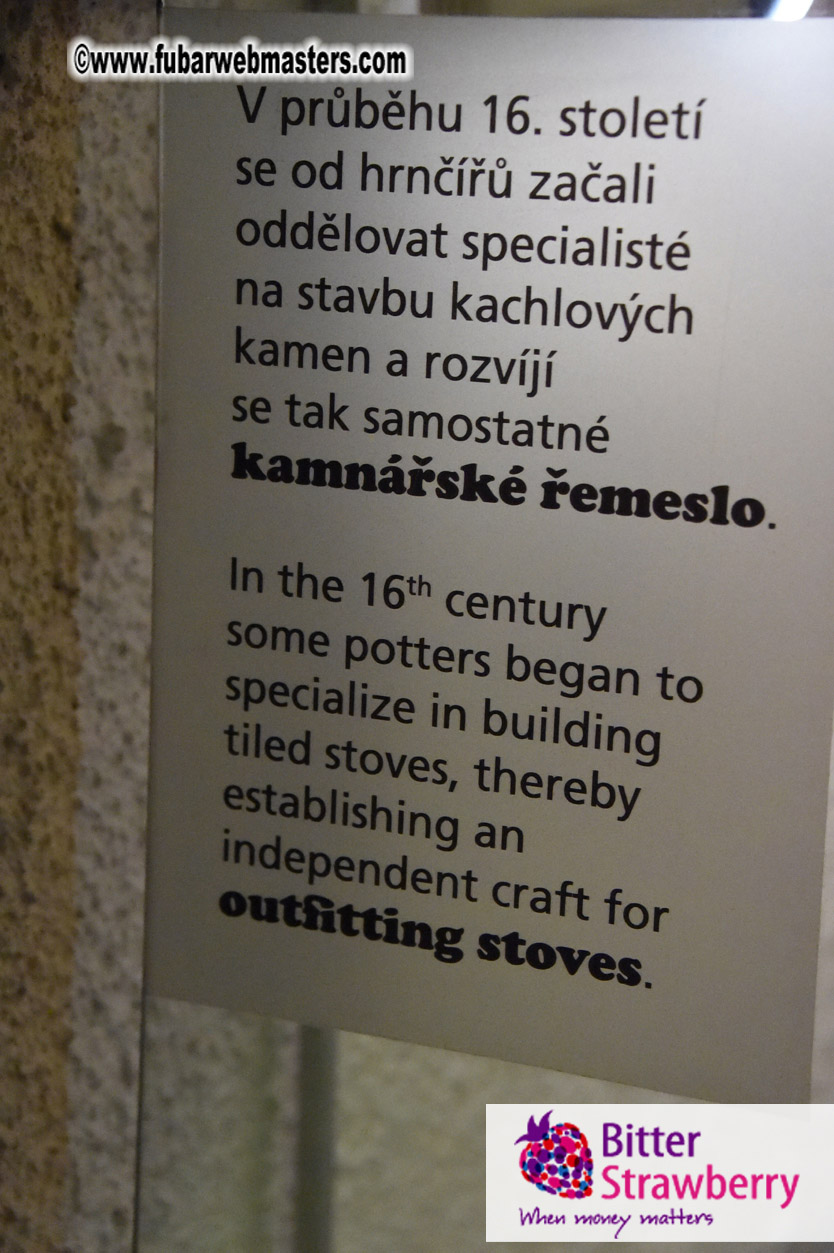 ©www.fubarwebmasters.com
V průběhu 16. století
se od hrnčířů začali
oddělovat specialisté
na stavbu kachlových
kamen a rozvíjí
se tak samostatné
kamnářské řemeslo.
In the 16th century
some potters began to
specialize in building
tiled stoves, thereby
establishing an
independent craft for
outfitting stoves.
Bitter
Strawberry
When money matters